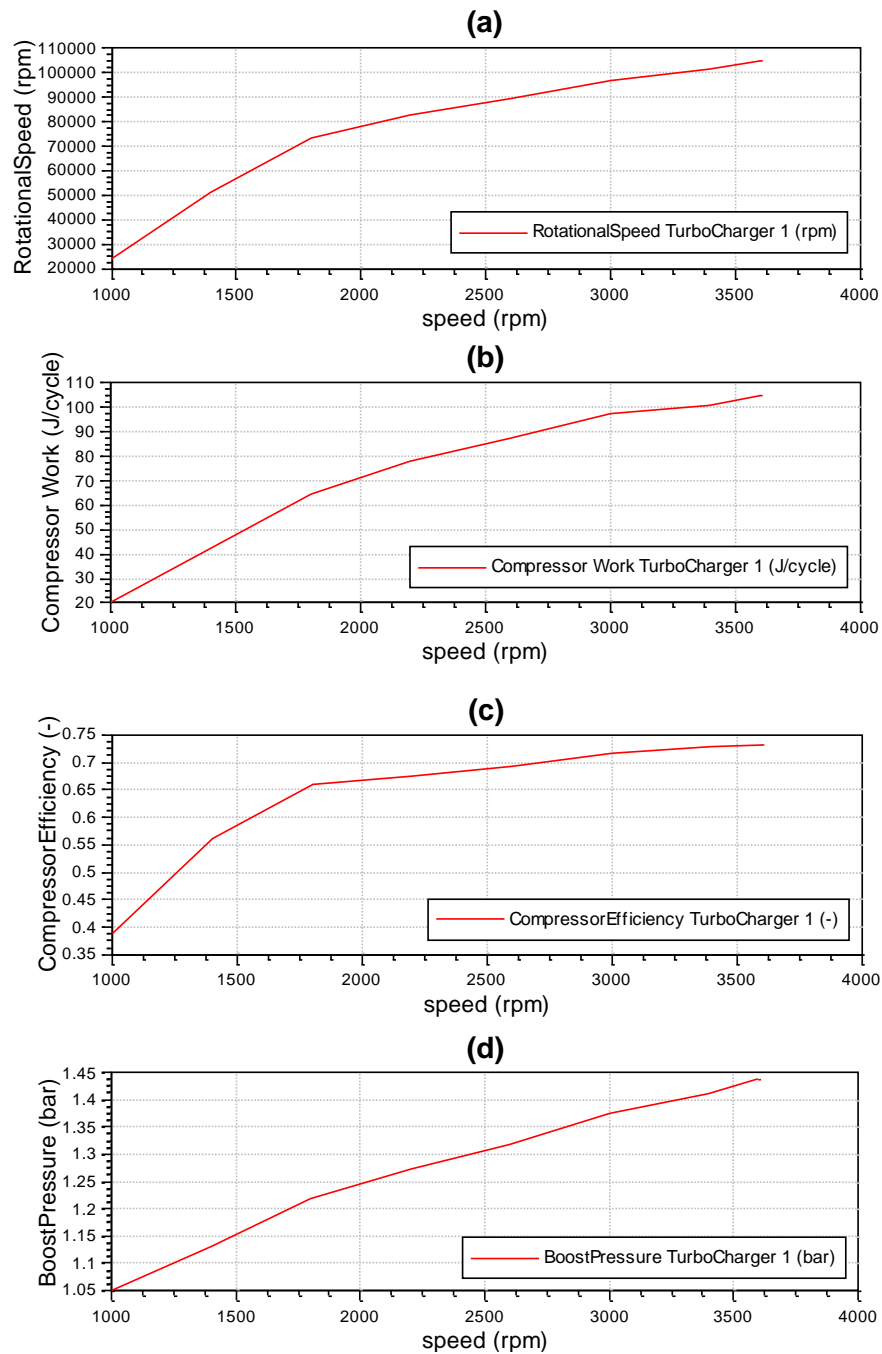 (a)
RotationalSpeed (rpm)
110000
100000
90000
80000
70000
60000
50000
40000
30000
20000
RotationalSpeed TurboCharger 1 (rpm)
1000 1500 2000 2500 3000 3500 4000
speed (rpm)
(b)
Compressor Work (J/cycle)
110
100
90
80
70
60
50
40
30
20
Compressor Work TurboCharger 1 (J/cycle)
1000 1500 2000 2500 3000 3500 4000
speed (rpm)
(c)
CompressorEfficiency (-)
0.75
0.7
0.65
0.6
0.55
0.5
0.45
0.4
0.35
CompressorEfficiency TurboCharger 1 (-)
1000 1500 2000 2500 3000 3500 4000
speed (rpm)
(d)
BoostPressure (bar)
1.45
1.4
1.35
1.3
1.25
1.2
1.15
1.1
1.05
BoostPressure TurboCharger 1 (bar)
1000 1500 2000 2500 3000 3500 4000
speed (rpm)